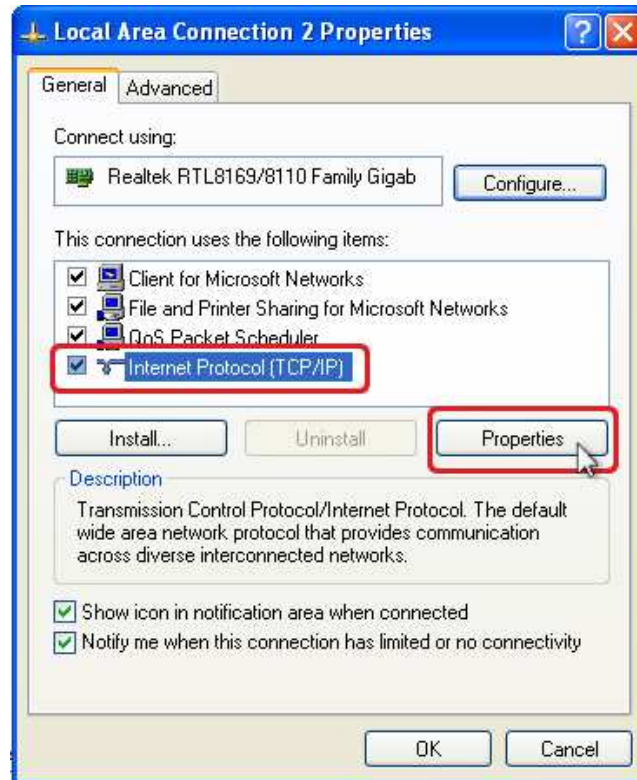 Local Area Connection 2 Properties
General
Advanced
Connect using:
Realtek RTL8169/8110 Family Gigab
Configure...
This connection uses the following items:
Client for Microsoft Networks
File and Printer Sharing for Microsoft Networks
QoS Packet Scheduler
Internet Protocol (TCP/IP)
Install...
Uninstall
Properties
Description
Transmission Control Protocol/Internet Protocol. The default
wide area network protocol that provides communication
across diverse interconnected networks.
Show icon in notification area when connected
Notify me when this connection has limited or no connectivity
OK
Cancel